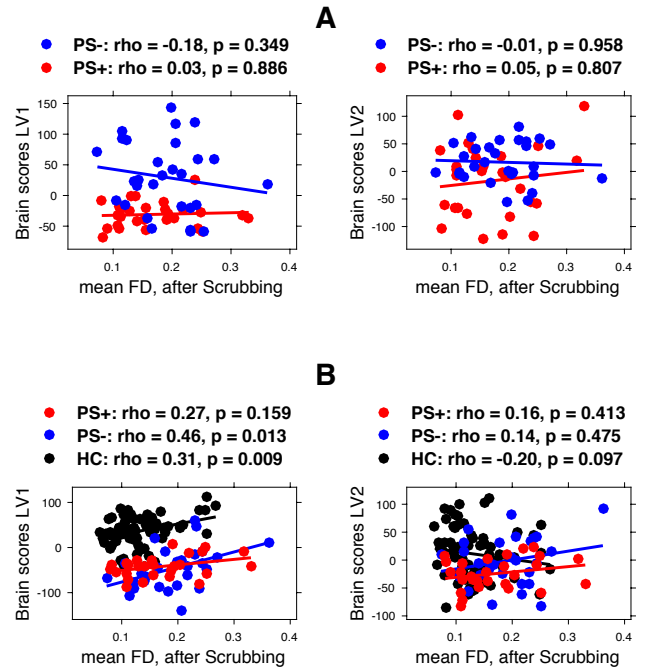 A
PS-: rho = -0.18, p = 0.349
PS+: rho = 0.03, p = 0.886
Brain scores LV1
150
100
50
0
-50
0.1 0.2 0.3 0.4
mean FD, after Scrubbing
PS-: rho = -0.01, p = 0.958
PS+: rho = 0.05, p = 0.807
Brain scores LV2
100
50
0
-50
-100
0.1 0.2 0.3 0.4
mean FD, after Scrubbing
B
PS+: rho = 0.27, p = 0.159
PS-: rho = 0.46, p = 0.013
HC: rho = 0.31, p = 0.009
Brain scores LV1
100
0
-100
0.1 0.2 0.3 0.4
mean FD, after Scrubbing
PS+: rho = 0.16, p = 0.413
PS-: rho = 0.14, p = 0.475
HC: rho = -0.20, p = 0.097
Brain scores LV2
100
50
0
-50
-100
0.1 0.2 0.3 0.4
mean FD, after Scrubbing